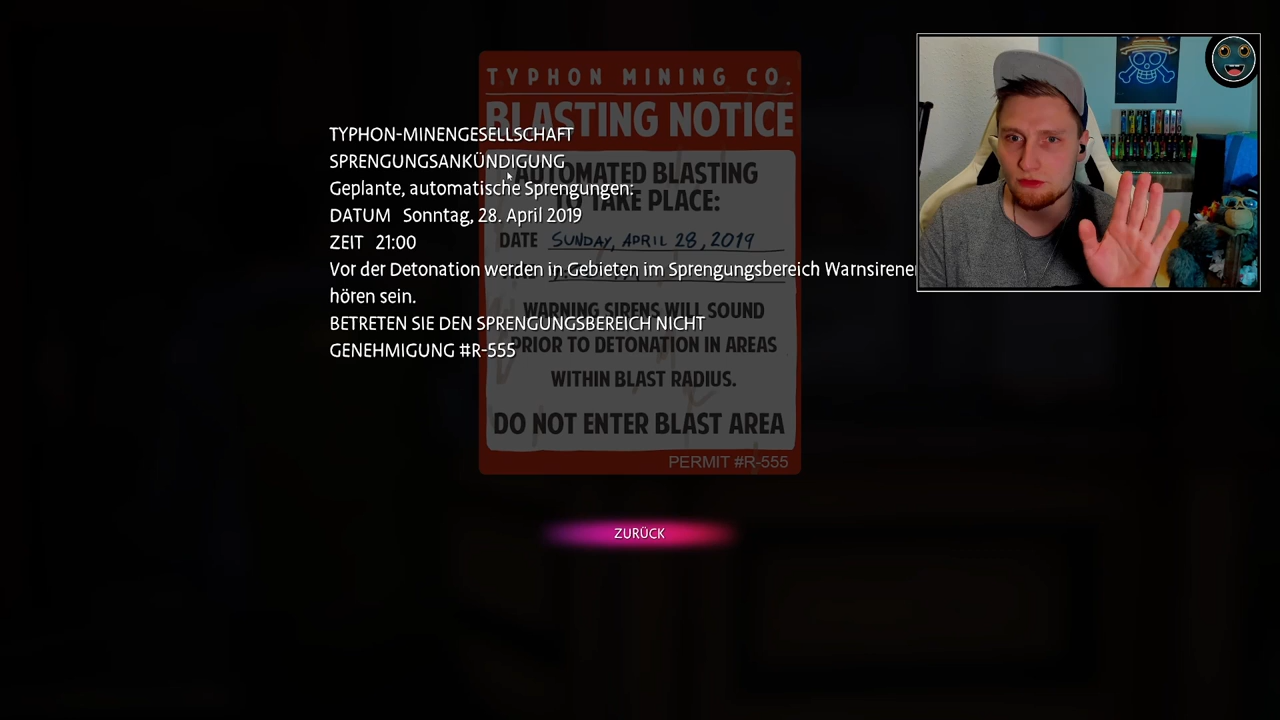 TYPHON MINING CO.
BLASTING NOTICE
AUTOMATED BLASTING
TO TAKE PLACE:
DATE SUNDAY, APRIL 28, 2019
WARNING SIRENS WILL SOUND
PRIOR TO DETONATION IN AREAS
WITHIN BLAST RADIUS.
DO NOT ENTER BLAST AREA
PERMIT #R-555
TYPHON-MINENGESELLSCHAFT
SPRENGUNGSANKÜNDIGUNG
Geplante, automatische Sprengungen:
DATUM Sonntag, 28. April 2019
ZEIT 21:00
Vor der Detonation werden in Gebieten im Sprengungsbereich Warnsirene
hören sein.
BETRETEN SIE DEN SPRENGUNGSBEREICH NICHT
GENEHMIGUNG #R-555
ZURÜCK